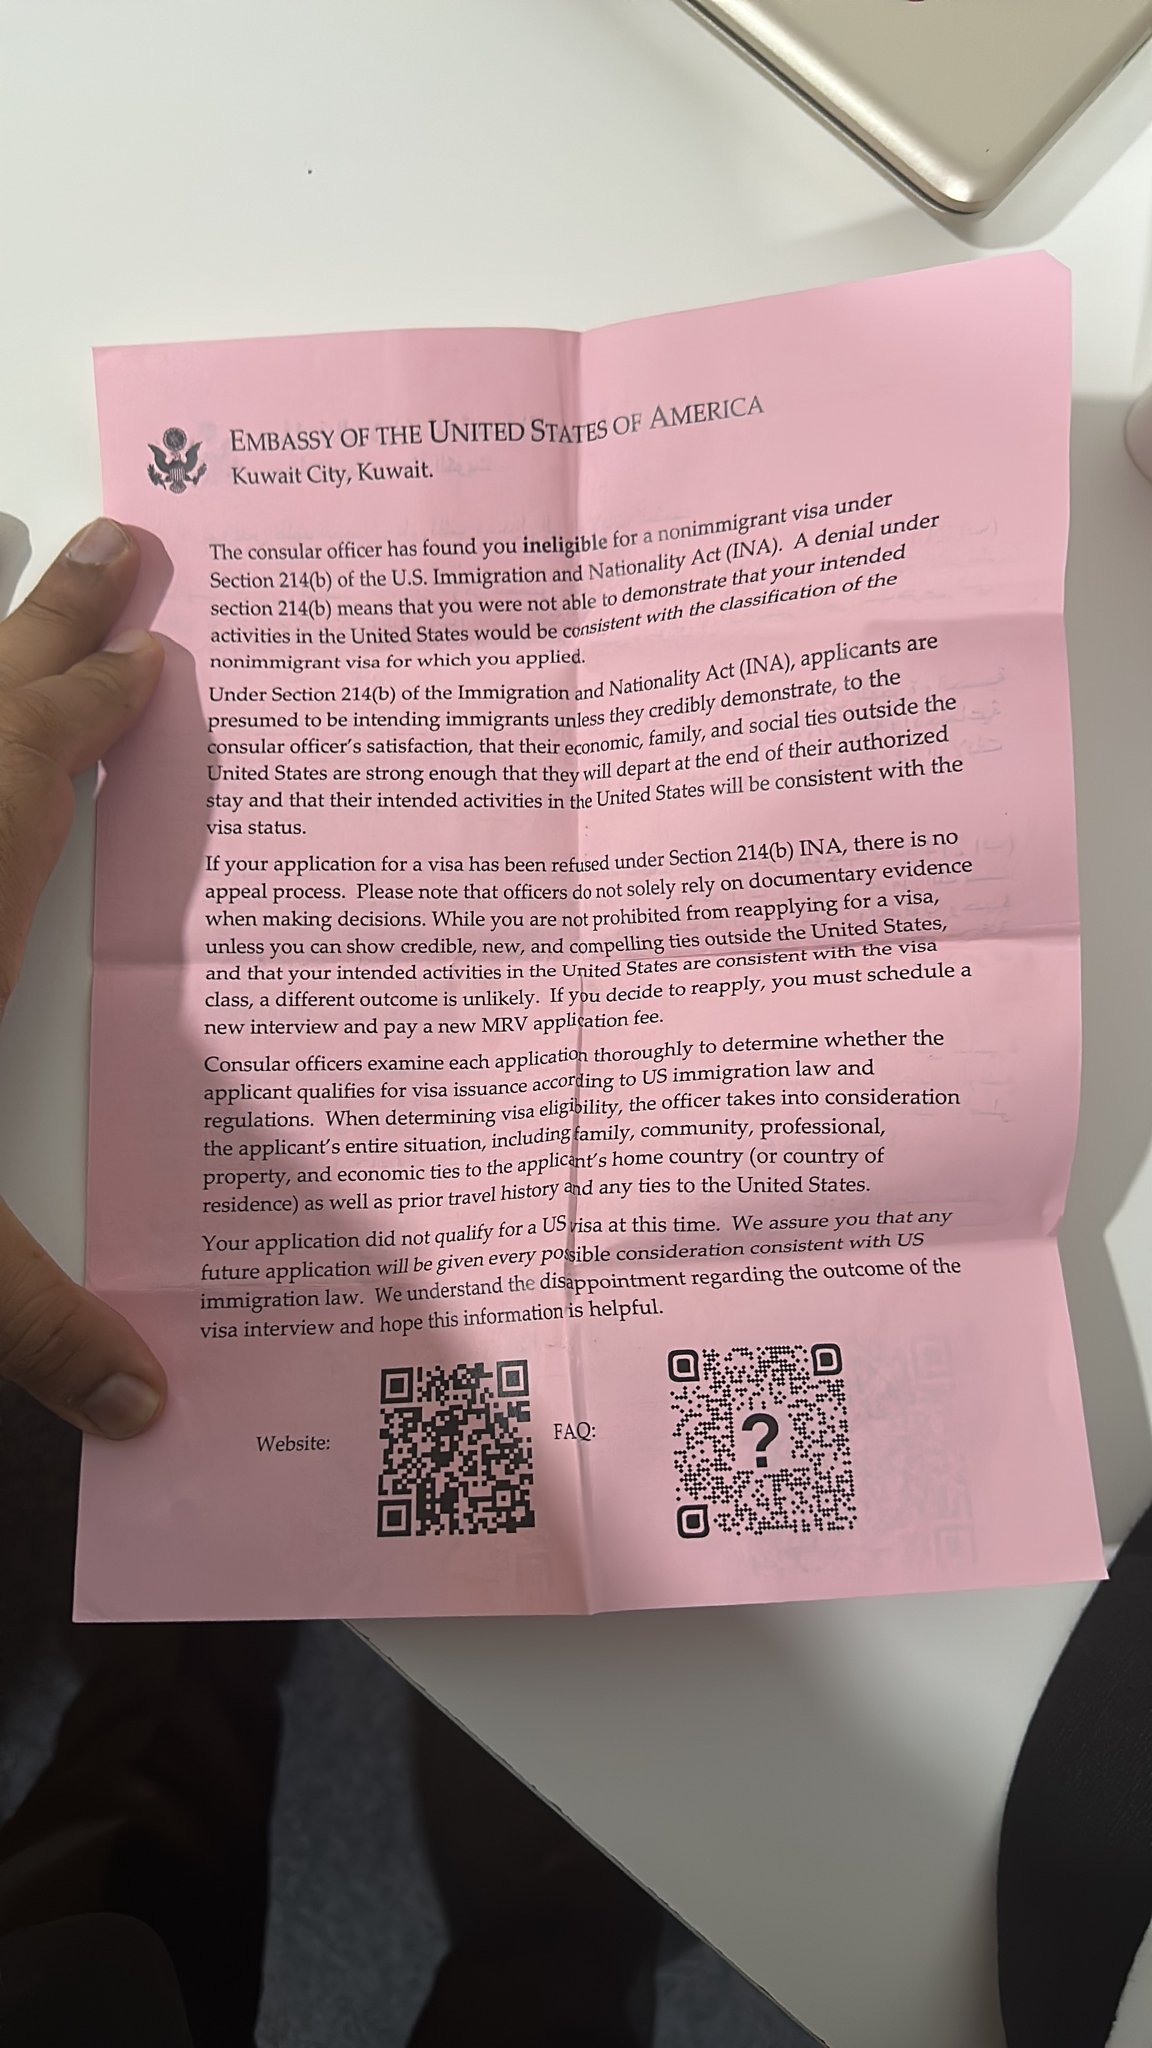 EMBASSY OF THE UNITED STATES OF AMERICA
Kuwait City, Kuwait.
The consular officer has found you ineligible for a nonimmigrant visa under
Section 214(b) of the U.S. Immigration and Nationality Act (INA). A denial under
section 214(b) means that you were not able to demonstrate that your intended
activities in the United States would be consistent with the classification of the
nonimmigrant visa for which you applied.
Under Section 214(b) of the Immigration and Nationality Act (INA), applicants are
presumed to be intending immigrants unless they credibly demonstrate, to the
consular officer's satisfaction, that their economic, family, and social ties outside the
United States are strong enough that they will depart at the end of their authorized
stay and that their intended activities in the United States will be consistent with the
visa status.
If your application for a visa has been refused under Section 214(b) INA, there is no
appeal process. Please note that officers do not solely rely on documentary evidence
when making decisions. While you are not prohibited from reapplying for a visa,
unless you can show credible, new, and compelling ties outside the United States,
and that your intended activities in the United States are consistent with the visa
class, a different outcome is unlikely. If you decide to reapply, you must schedule a
new interview and pay a new MRV application fee.
Consular officers examine each application thoroughly to determine whether the
applicant qualifies for visa issuance according to US immigration law and
regulations. When determining visa eligibility, the officer takes into consideration
the applicant's entire situation, including family, community, professional,
property, and economic ties to the applicant's home country (or country of
residence) as well as prior travel history and any ties to the United States.
Your application did not qualify for a US visa at this time. We assure you that any
future application will be given every possible consideration consistent with US
immigration law. We understand the disappointment regarding the outcome of the
visa interview and hope this information is helpful.
Website:
FAQ:
?